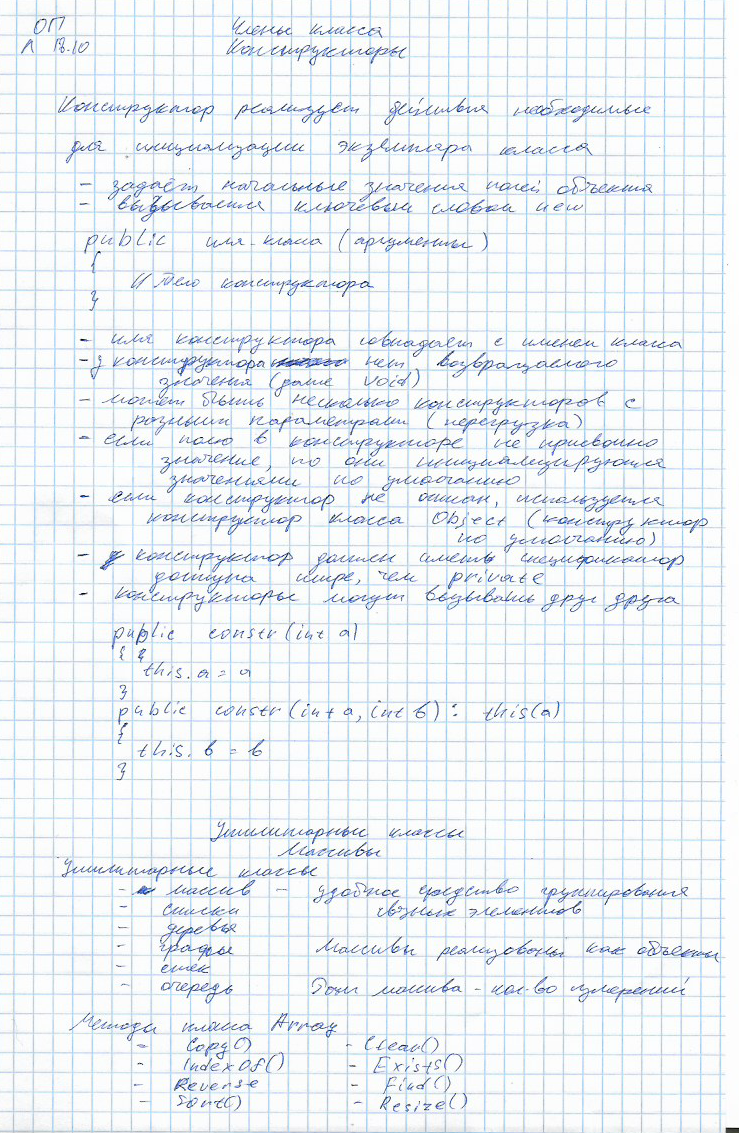 ОП
Л 18.10
Члены класса
Конструкторы
Конструктор реализует действия необходимые
для инициализации экземпляра класса
- задаёт начальные значения полей объекта
- вызывается ключевым словом new
public имя-класса (аргументы)
{
// тело конструктора
}
- имя конструктора совпадает с именем класса
- у конструктора нет возвращаемого
значения (даже void)
- может быть несколько конструкторов с
разными параметрами (перегрузка)
- если полю в конструкторе не присвоено
значение, то они инициализируются
значениями по умолчанию
- если конструктор не описан, используется
конструктор класса Object (конструктор
по умолчанию)
- конструктор должен иметь спецификатор
доступа шире, чем private
- конструкторы могут вызывать друг друга
public constr(int a)
{
this.a = a
}
public constr(int a, int b): this(a)
{
this.b = b
}
Утилитарные классы
Массивы
Утилитарные классы
- массив - удобное средство группирования
- списки связных элементов
- деревья
- графы Массивы реализованы как объекты
- стек
- очередь Ранг массива - кол-во измерений
Методы класса Array
- Copy() - Clear()
- IndexOf() - Exists()
- Reverse - Find()
- Sort() - Resize()